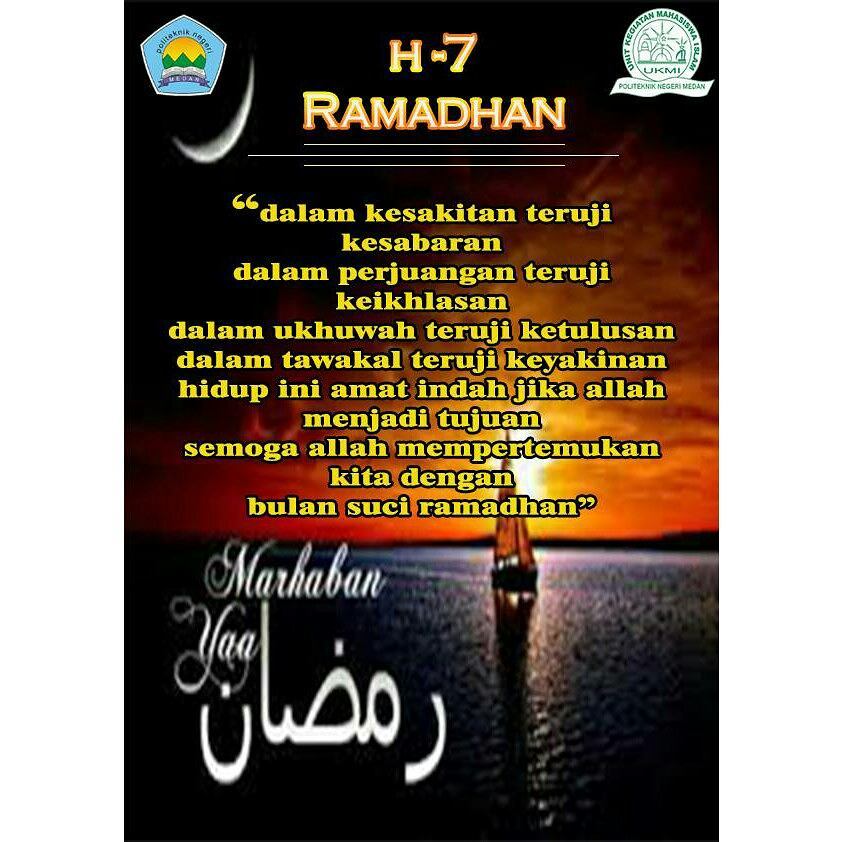 politeknik negeri
MEDAN
UNIT KEGIATAN MAHASISWA ISLAM
UKMI
POLITEKNIK NEGERI MEDAN
H -7
RAMADHAN
“dalam kesakitan teruji
kesabaran
dalam perjuangan teruji
keikhlasan
dalam ukhuwah teruji ketulusan
dalam tawakal teruji keyakinan
hidup ini amat indah jika allah
menjadi tujuan
semoga allah mempertemukan
kita dengan
bulan suci ramadhan”
Marhaban
Yaa
رمضان